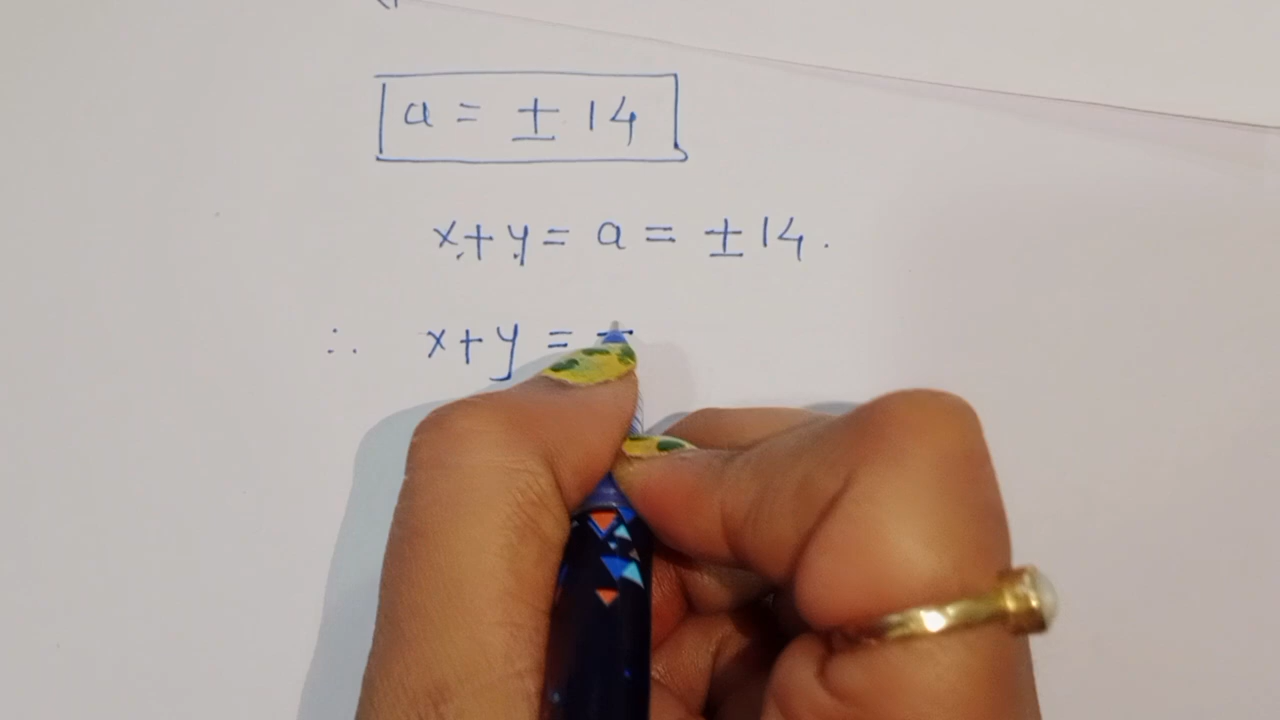 a = ± 14
x+y = a = ±14.
∴ x+y =